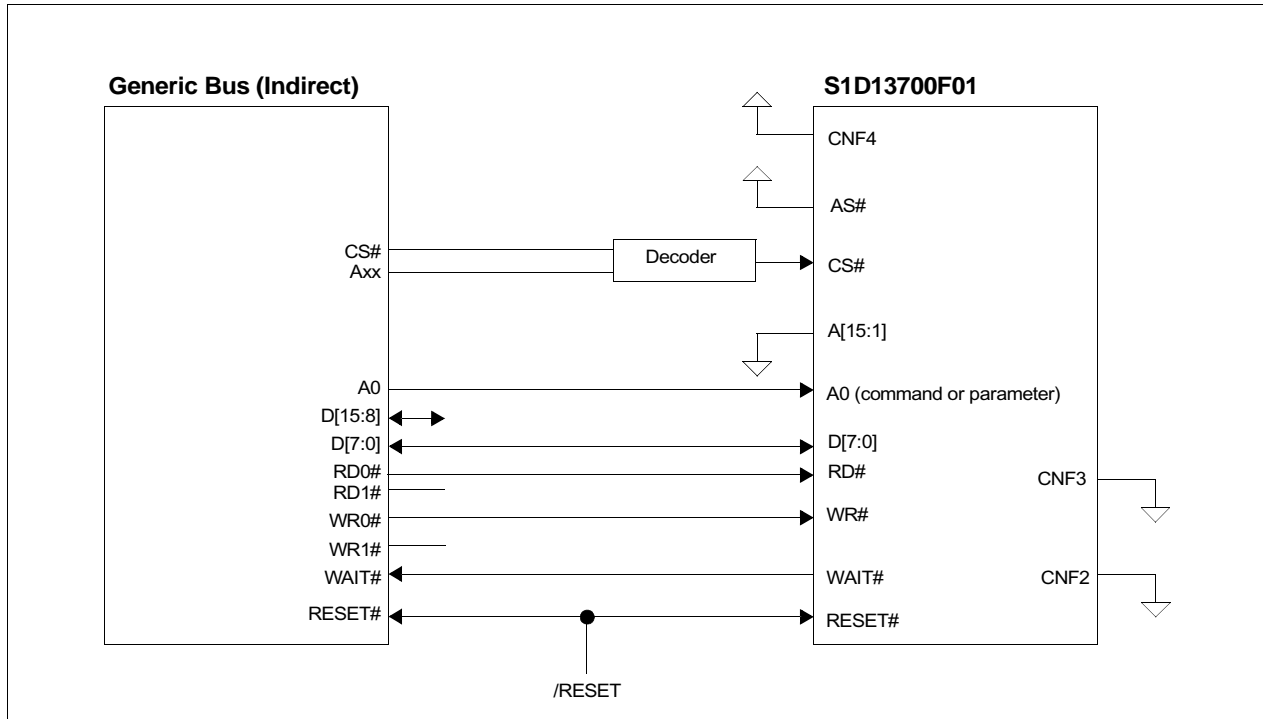 Generic Bus (Indirect)
S1D13700F01
CNF4
AS#
CS#
Axx
Decoder
CS#
A[15:1]
A0
A0 (command or parameter)
D[15:8]
D[7:0]
D[7:0]
RD0#
RD#
RD1#
CNF3
WR0#
WR#
WR1#
WAIT#
WAIT#
CNF2
RESET#
RESET#
/RESET